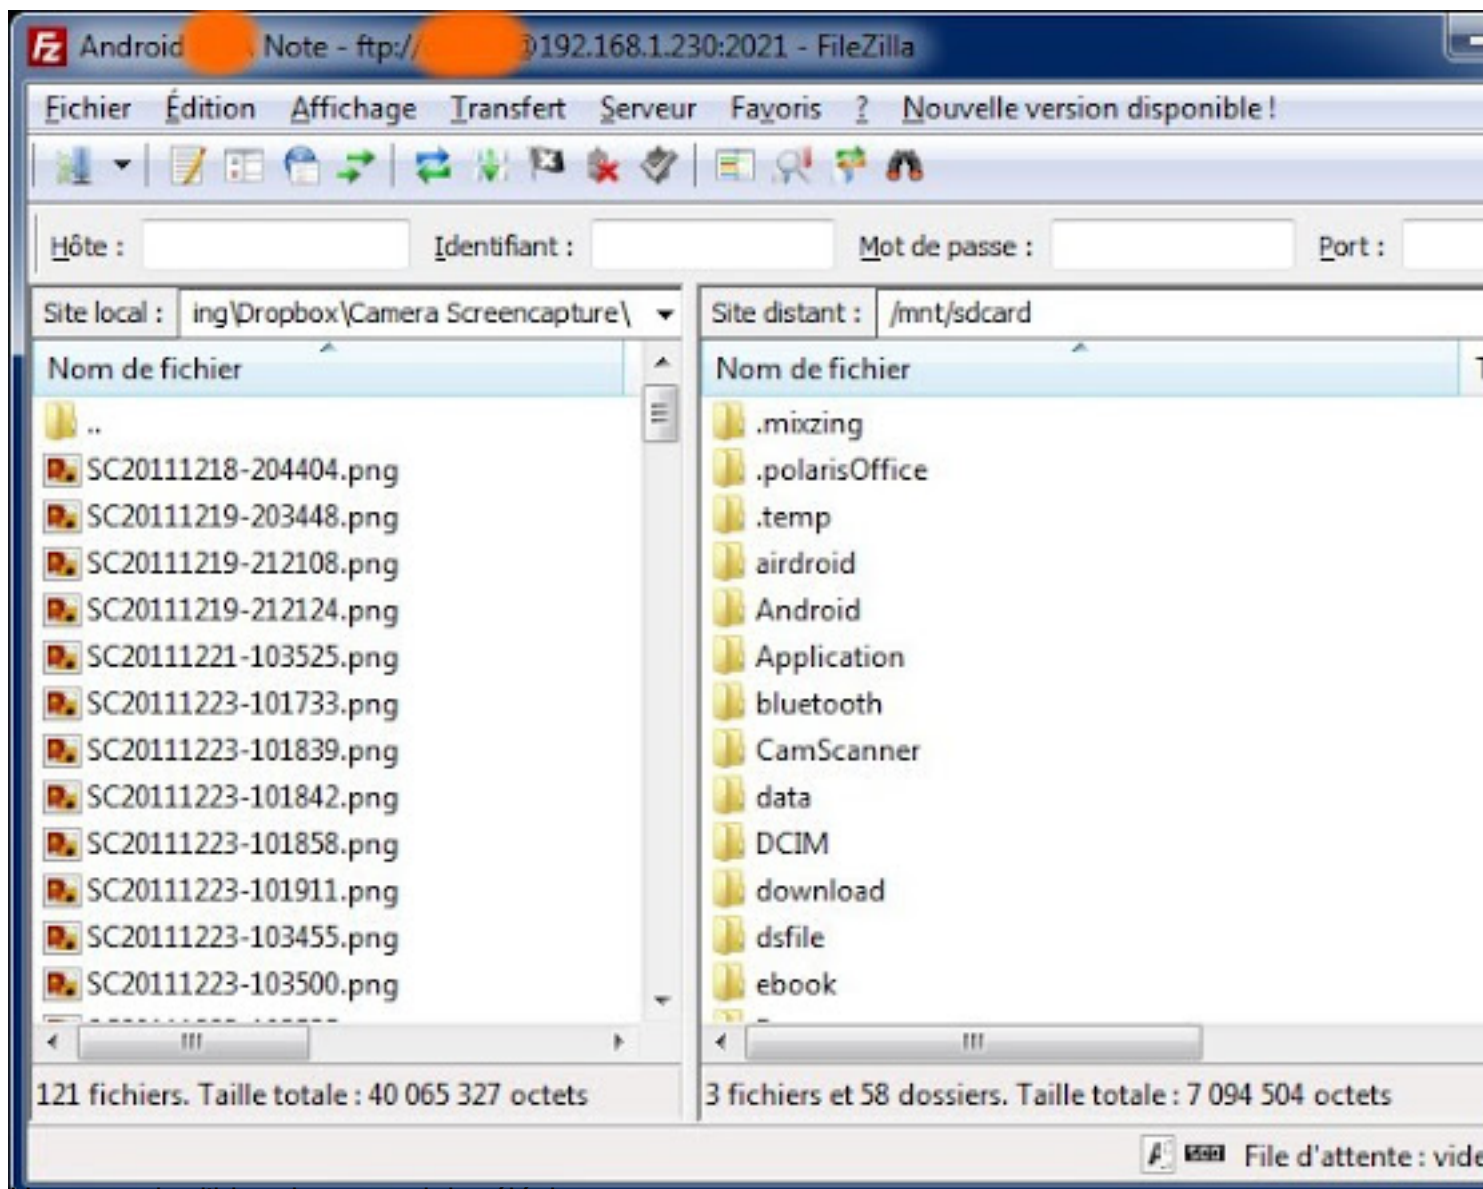 Android Note - ftp:// @192.168.1.230:2021 - FileZilla
Fichier Édition Affichage Transfert Serveur Favoris ? Nouvelle version disponible !
Hôte : Identifiant : Mot de passe : Port :
Site local : ing\Dropbox\Camera Screencapture\
Nom de fichier
..
SC20111218-204404.png
SC20111219-203448.png
SC20111219-212108.png
SC20111219-212124.png
SC20111221-103525.png
SC20111223-101733.png
SC20111223-101839.png
SC20111223-101842.png
SC20111223-101858.png
SC20111223-101911.png
SC20111223-103455.png
SC20111223-103500.png
121 fichiers. Taille totale : 40 065 327 octets
Site distant : /mnt/sdcard
Nom de fichier
.mixzing
.polarisOffice
.temp
airdroid
Android
Application
bluetooth
CamScanner
data
DCIM
download
dsfile
ebook
3 fichiers et 58 dossiers. Taille totale : 7 094 504 octets
File d'attente : vide